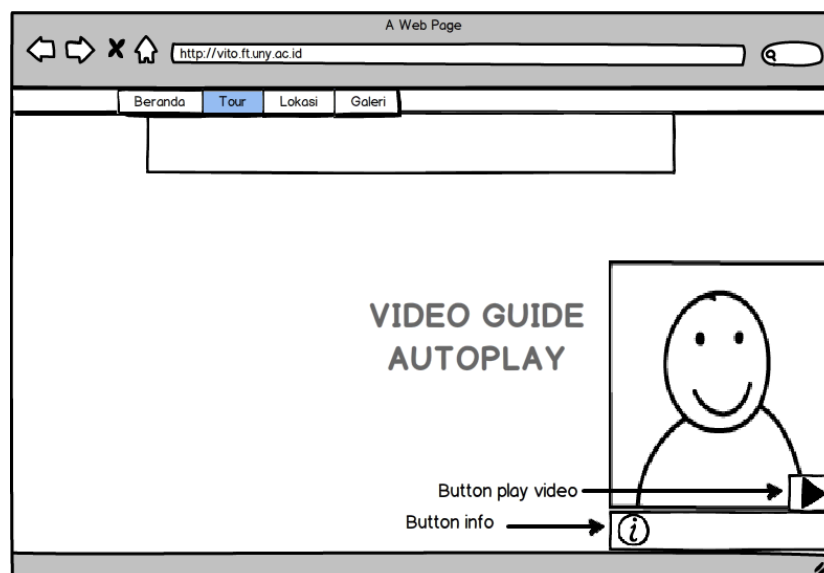 A Web Page
http://vito.ft.uny.ac.id
Beranda Tour Lokasi Galeri
VIDEO GUIDE
AUTOPLAY
Button play video
Button info
i